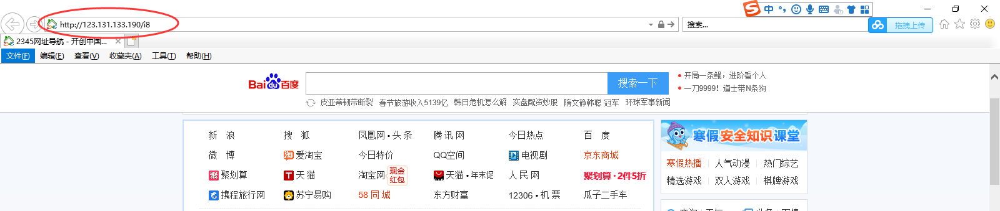 中
http://123.131.133.190/i8
搜索...
拖拽上传
2345网址导航 - 开创中国...
文件(F) 编辑(E) 查看(V) 收藏夹(A) 工具(T) 帮助(H)
Bai du 百度
搜索一下
开局一条鲲，进阶看个人
一刀9999！道士带N条狗
皮亚蒂韧带断裂 春节旅游收入5139亿 韩日危机怎么解 实盘配资炒股 隋文静韩聪 冠军 环球军事新闻
新 浪 搜 狐 凤凰网•头条 腾讯网 今日热点 百 度
寒假安全知识课堂
微 博 爱淘宝 今日特价 QQ空间 电视剧 京东商城
寒假热播 人气动漫 热门综艺
聚划算 天猫 淘宝网 现金红包 天猫•年末促 人民网 聚划算·2件5折
精选游戏 双人游戏 棋牌游戏
携程旅行网 苏宁易购 58同城 东方财富 12306•机票 瓜子二手车